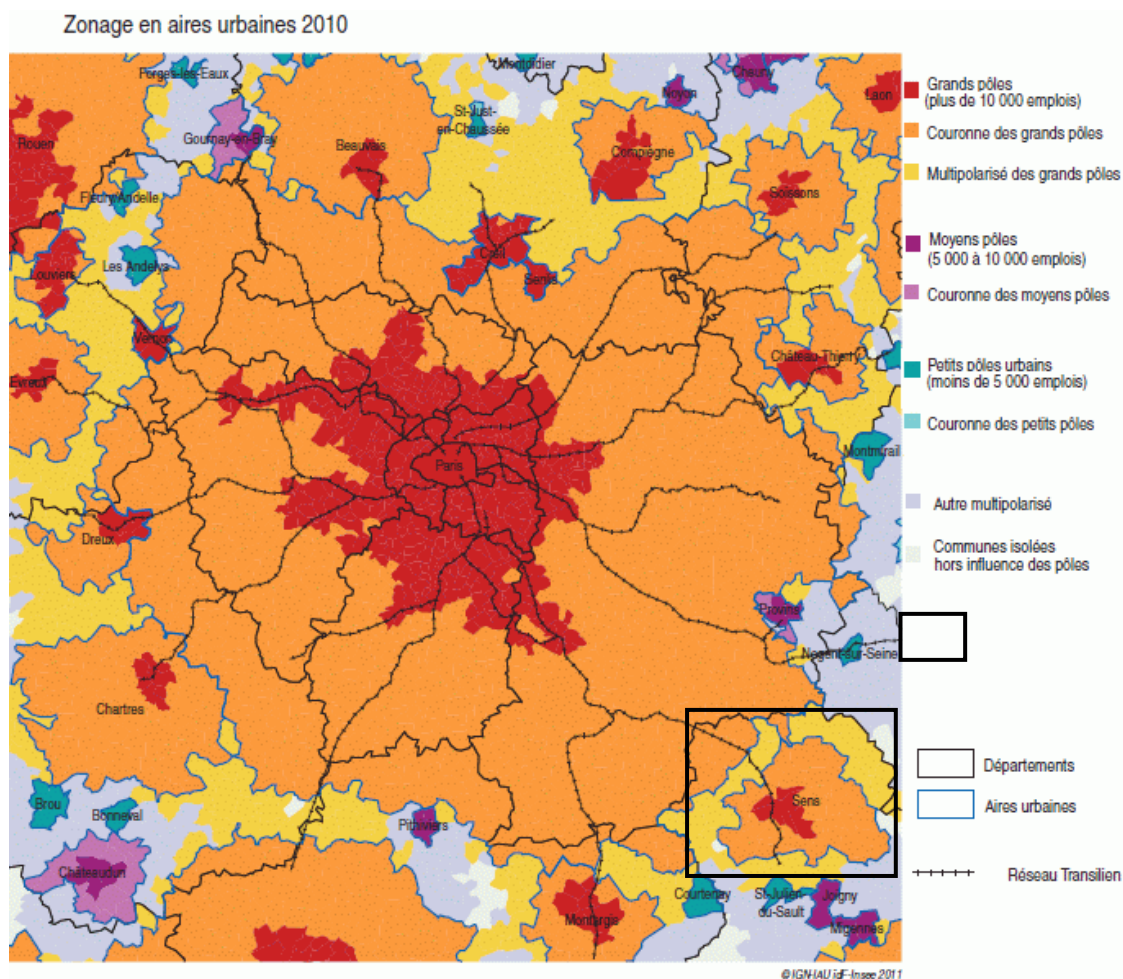 Zonage en aires urbaines 2010
Forges-les-Eaux
Montdidier
Chauny
Noyon
Laon
Rouen
Gournay-en-Bray
Beauvais
St-Just-
en-Chaussée
Compiègne
Soissons
Fleury/Andelle
Les Andelys
Louviers
Creil
Senlis
Vernon
Château-Thierry
Evreux
Paris
Montmirail
Dreux
Provins
Nogent-sur-Seine
Chartres
Sens
Brou
Bonneval
Pithiviers
Châteaudun
Courtenay
St-Julien-
du-Sault
Joigny
Migennes
Montargis
Grands pôles
(plus de 10 000 emplois)
Couronne des grands pôles
Multipolarisé des grands pôles
Moyens pôles
(5 000 à 10 000 emplois)
Couronne des moyens pôles
Petits pôles urbains
(moins de 5 000 emplois)
Couronne des petits pôles
Autre multipolarisé
Communes isolées
hors influence des pôles
Départements
Aires urbaines
Réseau Transilien
© IGN-IAU îdF-Insee 2011